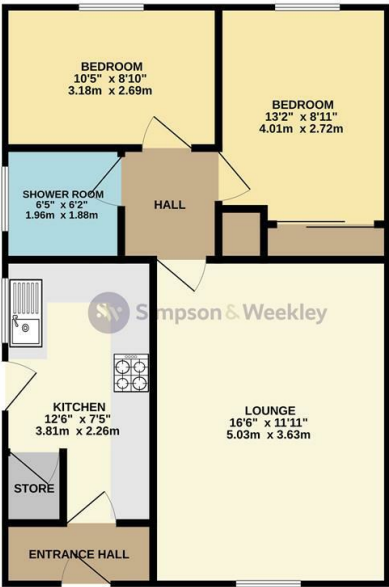 BEDROOM
10'5" x 8'10"
3.18m x 2.69m
BEDROOM
13'2" x 8'11"
4.01m x 2.72m
SHOWER ROOM
6'5" x 6'2"
1.96m x 1.88m
HALL
Simpson & Weekley
KITCHEN
12'6" x 7'5"
3.81m x 2.26m
LOUNGE
16'6" x 11'11"
5.03m x 3.63m
STORE
ENTRANCE HALL